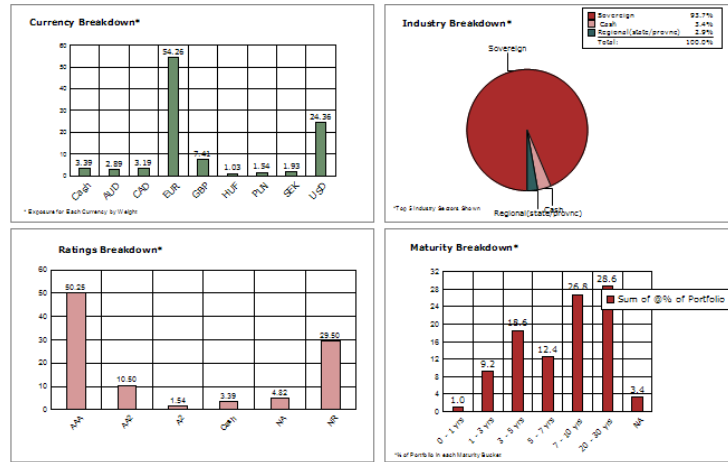 Currency Breakdown*
60
50
40
30
20
10
0
3.39
2.89
3.19
54.26
7.41
1.03
1.54
1.93
24.36
Cash
AUD
CAD
EUR
GBP
HUF
PLN
SEK
USD
* Exposure for Each Currency by Weight
Industry Breakdown*
Sovereign 93.7%
Cash 3.4%
Regional(state/provnc) 2.9%
Total: 100.0%
Sovereign
Cash
Regional(state/provnc)
*Top 5 Industry Sectors Shown
Ratings Breakdown*
60
50
40
30
20
10
0
50.25
10.50
1.54
3.39
4.82
29.50
AAA
AA2
A2
Cash
NA
NR
Maturity Breakdown*
32
28
24
20
16
12
8
4
0
1.0
9.2
18.6
12.4
26.8
28.6
3.4
Sum of @% of Portfolio
0 - 1 yrs
1 - 3 yrs
3 - 5 yrs
5 - 7 yrs
7 - 10 yrs
20 - 30 yrs
NA
*% of Portfolio in each Maturity Bucket